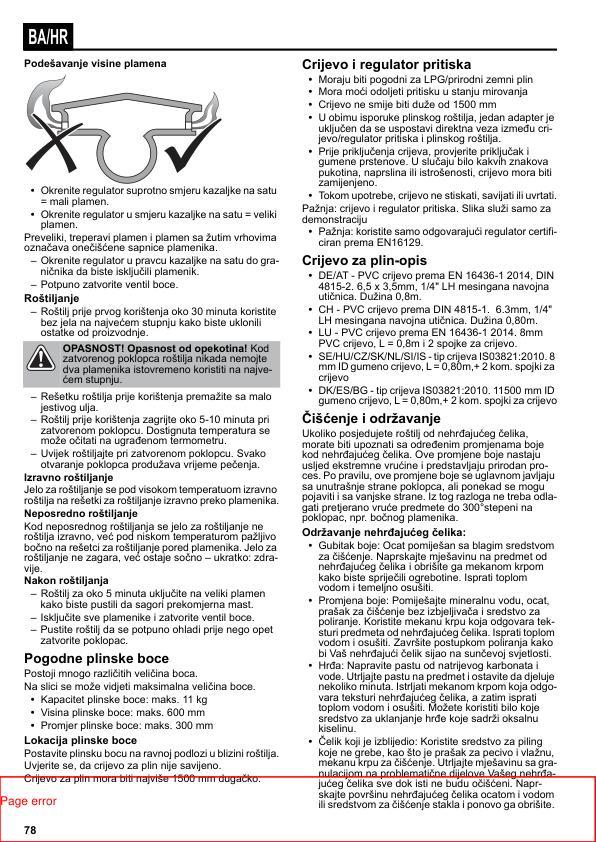 BA/HR
Podešavanje visine plamena
• Okrenite regulator suprotno smjeru kazaljke na satu
= mali plamen.
• Okrenite regulator u smjeru kazaljke na satu = veliki
plamen.
Preveliki, treperavi plamen i plamen sa žutim vrhovima
označava onečišćene sapnice plamenika.
– Okrenite regulator u pravcu kazaljke na satu do gra-
ničnika da biste isključili plamenik.
– Potpuno zatvorite ventil boce.
Roštiljanje
– Roštilj prije prvog korištenja oko 30 minuta koristite
bez jela na najvećem stupnju kako biste uklonili
ostatke od proizvodnje.
OPASNOST! Opasnost od opekotina! Kod
zatvorenog poklopca roštilja nikada nemojte
dva plamenika istovremeno koristiti na najve-
ćem stupnju.
– Rešetku roštilja prije korištenja premažite sa malo
jestivog ulja.
– Roštilj prije korištenja zagrijte oko 5-10 minuta pri
zatvorenom poklopcu. Dostignuta temperatura se
može očitati na ugrađenom termometru.
– Uvijek roštiljajte pri zatvorenom poklopcu. Svako
otvaranje poklopca produžava vrijeme pečenja.
Izravno roštiljanje
Jelo za roštiljanje se pod visokom temperatuom izravno
roštilja na rešetki za roštiljanje izravno preko plamenika.
Neposredno roštiljanje
Kod neposrednog roštiljanja se jelo za roštiljanje ne
roštilja izravno, već pod niskom temperaturom pažljivo
bočno na rešetci za roštiljanje pored plamenika. Jelo za
roštiljanje ne zagara, već ostaje sočno – ukratko: zdra-
vije.
Nakon roštiljanja
– Roštilj za oko 5 minuta uključite na veliki plamen
kako biste pustili da sagori prekomjerna mast.
– Isključite sve plamenike i zatvorite ventil boce.
– Pustite roštilj da se potpuno ohladi prije nego opet
zatvorite poklopac.
Pogodne plinske boce
Postoji mnogo različitih veličina boca.
Na slici se može vidjeti maksimalna veličina boce.
• Kapacitet plinske boce: maks. 11 kg
• Visina plinske boce: maks. 600 mm
• Promjer plinske boce: maks. 300 mm
Lokacija plinske boce
Postavite plinsku bocu na ravnoj podlozi u blizini roštilja.
Uvjerite se, da crijevo za plin nije savijeno.
Crijevo za plin mora biti najviše 1500 mm dugačko.
Crijevo i regulator pritiska
• Moraju biti pogodni za LPG/prirodni zemni plin
• Mora moći odoljeti pritisku u stanju mirovanja
• Crijevo ne smije biti duže od 1500 mm
• U obimu isporuke plinskog roštilja, jedan adapter je
uključen da se uspostavi direktna veza između cri-
jevo/regulator pritiska i plinskog roštilja.
• Prije priključenja crijeva, provjerite priključak i
gumene prstenove. U slučaju bilo kakvih znakova
pukotina, naprslina ili istrošenosti, crijevo mora biti
zamijenjeno.
• Tokom upotrebe, crijevo ne stiskati, savijati ili uvrtati.
Pažnja: crijevo i regulator pritiska. Slika služi samo za
demonstraciju
• Pažnja: koristite samo odgovarajući regulator certifi-
ciran prema EN16129.
Crijevo za plin-opis
• DE/AT - PVC crijevo prema EN 16436-1 2014, DIN
4815-2. 6,5 x 3,5mm, 1/4" LH mesingana navojna
utičnica. Dužina 0,8m.
• CH - PVC crijevo prema DIN 4815-1. 6.3mm, 1/4"
LH mesingana navojna utičnica. Dužina 0,80m.
• LU - PVC crijevo prema EN 16436-1 2014. 8mm
PVC crijevo, L = 0,8m i 2 spojke za crijevo.
• SE/HU/CZ/SK/NL/SI/IS - tip crijeva IS03821:2010. 8
mm ID gumeno crijevo, L = 0,80m,+ 2 kom. spojki za
crijevo
• DK/ES/BG - tip crijeva IS03821:2010. 11500 mm ID
gumeno crijevo, L = 0,80m,+ 2 kom. spojki za crijevo
Čišćenje i održavanje
Ukoliko posjedujete roštilj od nehrđajućeg čelika,
morate biti upoznati sa određenim promjenama boje
kod nehrđajućeg čelika. Ove promjene boje nastaju
usljed ekstremne vrućine i predstavljaju prirodan pro-
ces. Po pravilu, ove promjene boje se uglavnom javljaju
sa unutrašnje strane poklopca, ali ponekad se mogu
pojaviti i sa vanjske strane. Iz tog razloga ne treba odla-
gati pretjerano vruće predmete do 300°stepeni na
poklopac, npr. bočnog plamenika.
Održavanje nehrđajućeg čelika:
• Gubitak boje: Ocat pomiješan sa blagim sredstvom
za čišćenje. Naprskajte mješavinu na predmet od
nehrđajućeg čelika i obrišite ga mekanom krpom
kako biste spriječili ogrebotine. Isprati toplom
vodom i temeljno osušiti.
• Promjena boje: Pomiješajte mineralnu vodu, ocat,
prašak za čišćenje bez izbjeljivača i sredstvo za
poliranje. Koristite mekanu krpu koja odgovara tek-
sturi predmeta od nehrđajućeg čelika. Isprati toplom
vodom i osušiti. Završite postupkom poliranja kako
bi Vaš nehrđajući čelik sijao na sunčevoj svjetlosti.
• Hrđa: Napravite pastu od natrijevog karbonata i
vode. Utrljajte pastu na predmet i ostavite da djeluje
nekoliko minuta. Istrljati mekanom krpom koja odgo-
vara teksturi nehrđajućeg čelika, a zatim isprati
toplom vodom i osušiti. Možete koristiti bilo koje
sredstvo za uklanjanje hrđe koje sadrži oksalnu
kiselinu.
• Čelik koji je izblijedio: Koristite sredstvo za piling
koje ne grebe, kao što je prašak za pecivo i vlažnu,
mekanu krpu za čišćenje. Utrljajte mješavinu sa gra-
nulacijom na problematične dijelove Vašeg nehrđa-
jućeg čelika sve dok isti ne budu očišćeni. Napr-
skajte površinu nehrđajućeg čelika ocatom i vodom
ili sredstvom za čišćenje stakla i ponovo ga obrišite.
Page error
78